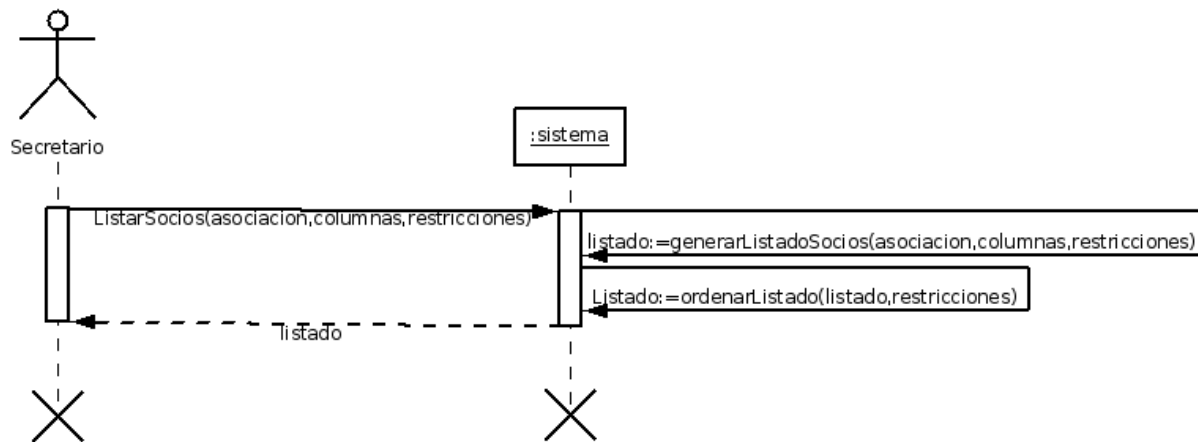 Secretario
:sistema
ListarSocios(asociacion,columnas,restricciones)
listado:=generarListadoSocios(asociacion,columnas,restricciones)
Listado:=ordenarListado(listado,restricciones)
listado